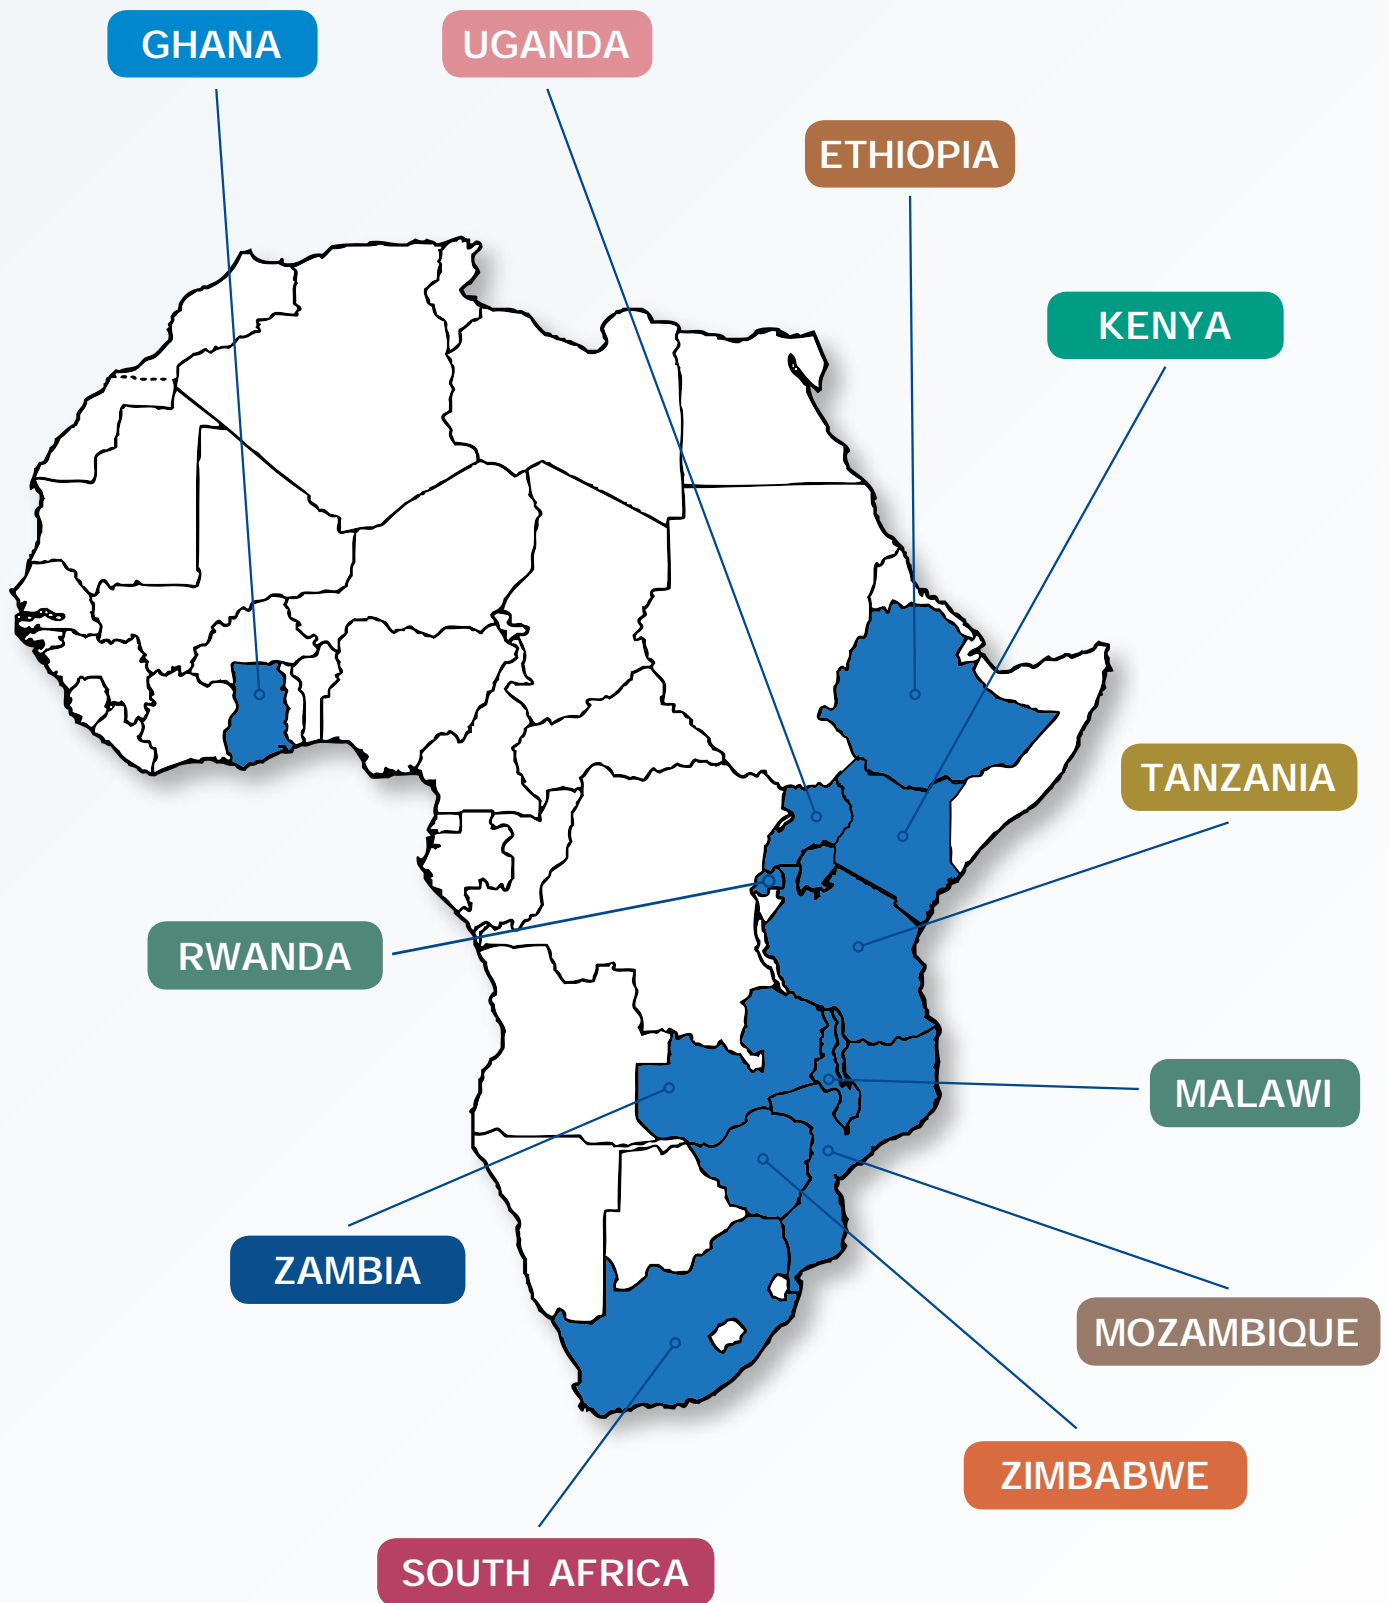 GHANA
UGANDA
ETHIOPIA
KENYA
TANZANIA
RWANDA
MALAWI
ZAMBIA
MOZAMBIQUE
ZIMBABWE
SOUTH AFRICA